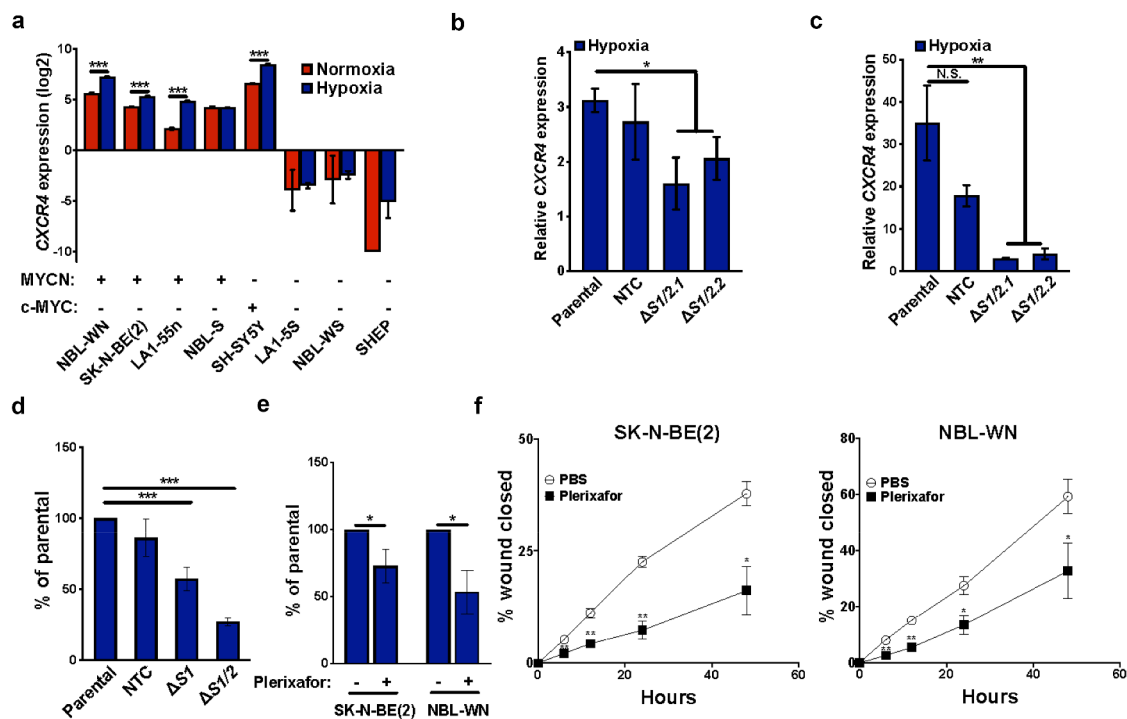 a
CXCR4 expression (log2)
10
5
0
-5
-10
***
***
***
***
Normoxia
Hypoxia
MYCN: + + + + - - - -
c-MYC: - - - - + - - -
NBL-WN
SK-N-BE(2)
LA1-55n
NBL-S
SH-SY5Y
LA1-5S
NBL-WS
SHEP
b
Hypoxia
Relative CXCR4 expression
4
3
2
1
0
*
Parental
NTC
ΔS1/2.1
ΔS1/2.2
c
Hypoxia
Relative CXCR4 expression
50
40
30
20
10
0
**
N.S.
Parental
NTC
ΔS1/2.1
ΔS1/2.2
d
% of parental
150
100
50
0
***
***
Parental
NTC
ΔS1
ΔS1/2
e
% of parental
150
100
50
0
*
*
Plerixafor: - + - +
SK-N-BE(2)
NBL-WN
f
SK-N-BE(2)
% wound closed
50
25
0
PBS
Plerixafor
**
**
**
*
0
20
40
60
Hours
NBL-WN
% wound closed
80
60
40
20
0
PBS
Plerixafor
**
**
*
*
0
20
40
60
Hours